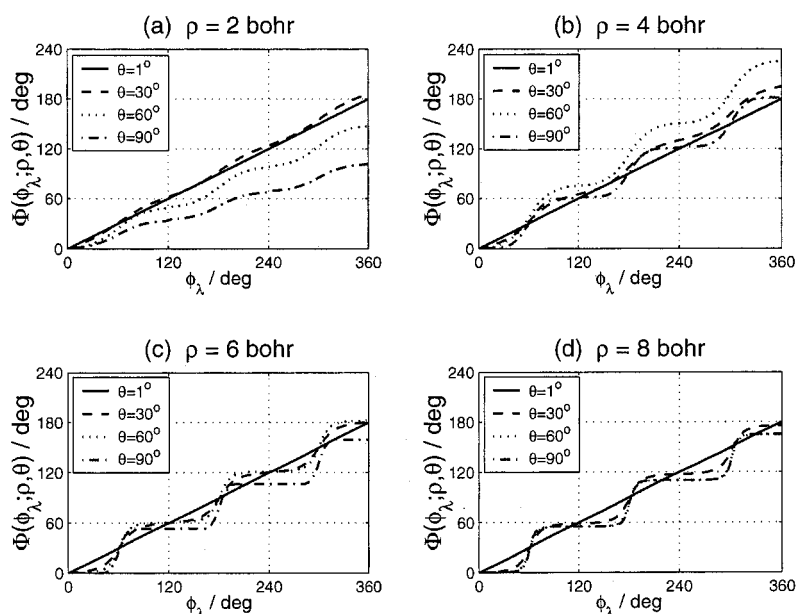 (a) ρ = 2 bohr
240
180
120
60
0
0
120
240
360
Φ(ϕλ;ρ,θ) / deg
ϕλ / deg
θ=1°
θ=30°
θ=60°
θ=90°
(b) ρ = 4 bohr
240
180
120
60
0
0
120
240
360
Φ(ϕλ;ρ,θ) / deg
ϕλ / deg
θ=1°
θ=30°
θ=60°
θ=90°
(c) ρ = 6 bohr
240
180
120
60
0
0
120
240
360
Φ(ϕλ;ρ,θ) / deg
ϕλ / deg
θ=1°
θ=30°
θ=60°
θ=90°
(d) ρ = 8 bohr
240
180
120
60
0
0
120
240
360
Φ(ϕλ;ρ,θ) / deg
ϕλ / deg
θ=1°
θ=30°
θ=60°
θ=90°